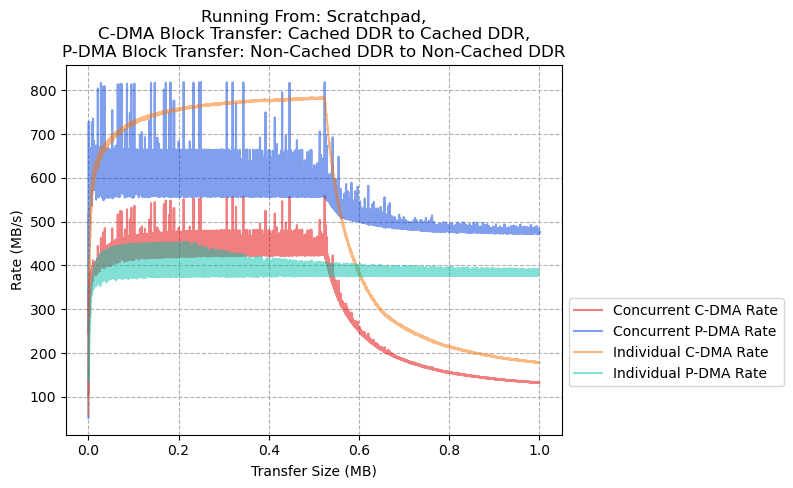 Running From: Scratchpad,
C-DMA Block Transfer: Cached DDR to Cached DDR,
P-DMA Block Transfer: Non-Cached DDR to Non-Cached DDR
Rate (MB/s)
800
700
600
500
400
300
200
100
0.0 0.2 0.4 0.6 0.8 1.0
Transfer Size (MB)
Concurrent C-DMA Rate
Concurrent P-DMA Rate
Individual C-DMA Rate
Individual P-DMA Rate